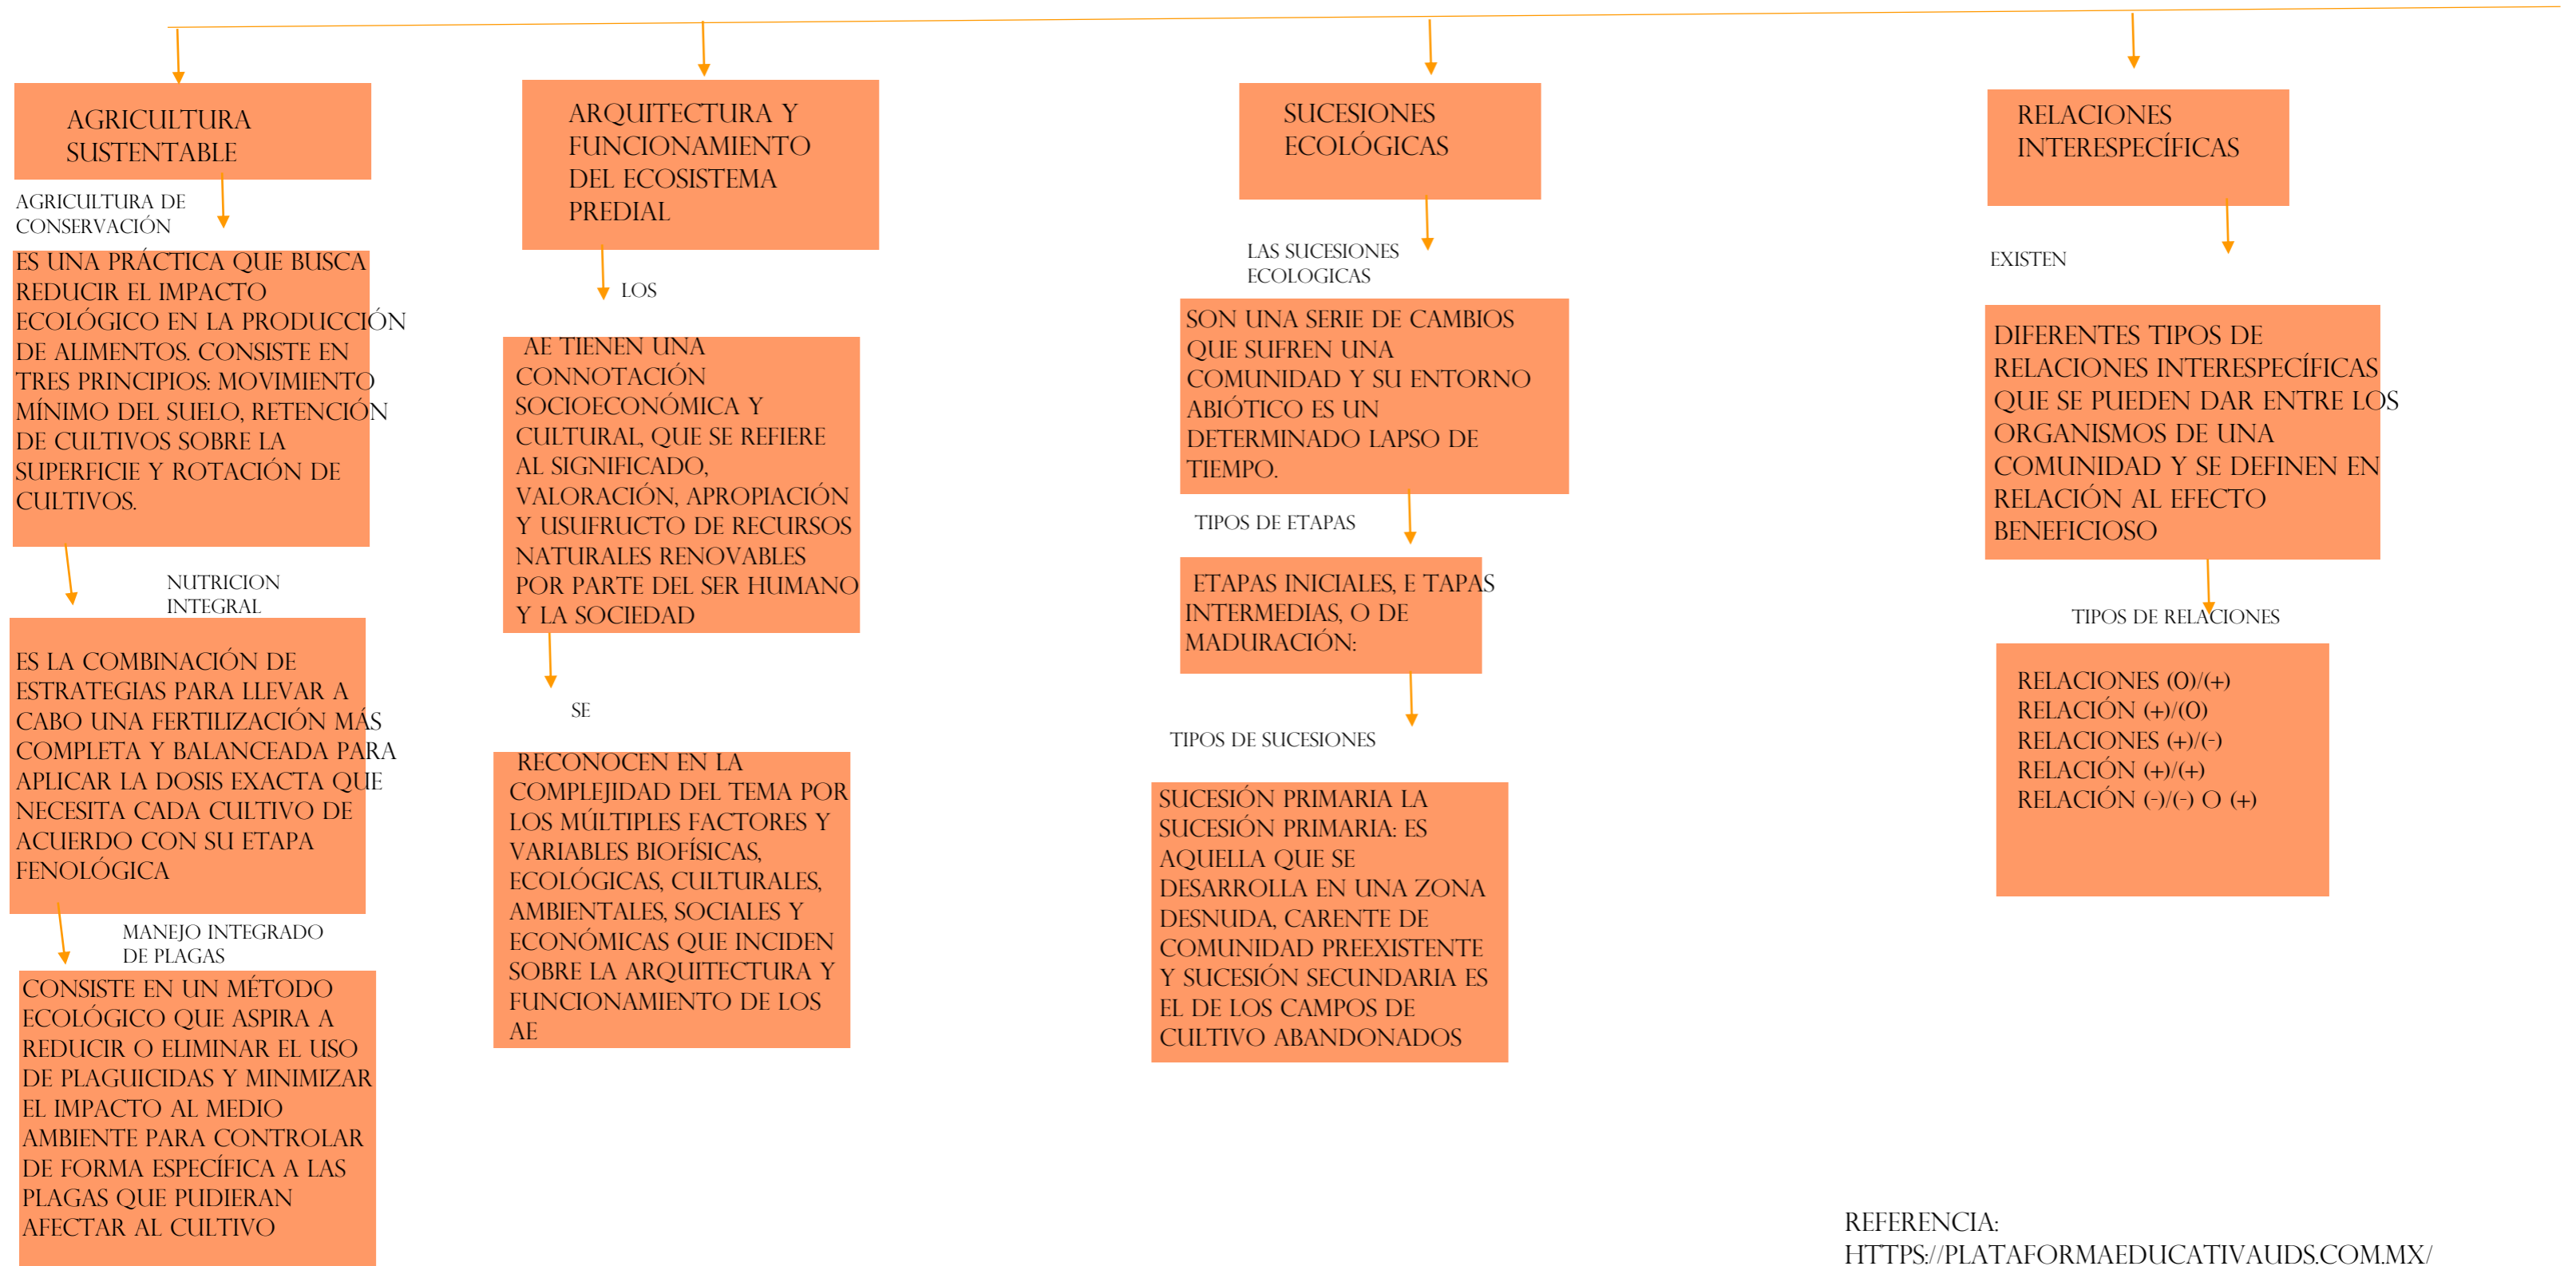 AGRICULTURA
SUSTENTABLE
AGRICULTURA DE
CONSERVACIÓN
ES UNA PRÁCTICA QUE BUSCA
REDUCIR EL IMPACTO
ECOLÓGICO EN LA PRODUCCIÓN
DE ALIMENTOS. CONSISTE EN
TRES PRINCIPIOS: MOVIMIENTO
MÍNIMO DEL SUELO, RETENCIÓN
DE CULTIVOS SOBRE LA
SUPERFICIE Y ROTACIÓN DE
CULTIVOS.
NUTRICION
INTEGRAL
ES LA COMBINACIÓN DE
ESTRATEGIAS PARA LLEVAR A
CABO UNA FERTILIZACIÓN MÁS
COMPLETA Y BALANCEADA PARA
APLICAR LA DOSIS EXACTA QUE
NECESITA CADA CULTIVO DE
ACUERDO CON SU ETAPA
FENOLÓGICA
MANEJO INTEGRADO
DE PLAGAS
CONSISTE EN UN MÉTODO
ECOLÓGICO QUE ASPIRA A
REDUCIR O ELIMINAR EL USO
DE PLAGUICIDAS Y MINIMIZAR
EL IMPACTO AL MEDIO
AMBIENTE PARA CONTROLAR
DE FORMA ESPECÍFICA A LAS
PLAGAS QUE PUDIERAN
AFECTAR AL CULTIVO
ARQUITECTURA Y
FUNCIONAMIENTO
DEL ECOSISTEMA
PREDIAL
LOS
AE TIENEN UNA
CONNOTACIÓN
SOCIOECONÓMICA Y
CULTURAL, QUE SE REFIERE
AL SIGNIFICADO,
VALORACIÓN, APROPIACIÓN
Y USUFRUCTO DE RECURSOS
NATURALES RENOVABLES
POR PARTE DEL SER HUMANO
Y LA SOCIEDAD
SE
RECONOCEN EN LA
COMPLEJIDAD DEL TEMA POR
LOS MÚLTIPLES FACTORES Y
VARIABLES BIOFÍSICAS,
ECOLÓGICAS, CULTURALES,
AMBIENTALES, SOCIALES Y
ECONÓMICAS QUE INCIDEN
SOBRE LA ARQUITECTURA Y
FUNCIONAMIENTO DE LOS
AE
SUCESIONES
ECOLÓGICAS
LAS SUCESIONES
ECOLOGICAS
SON UNA SERIE DE CAMBIOS
QUE SUFREN UNA
COMUNIDAD Y SU ENTORNO
ABIÓTICO ES UN
DETERMINADO LAPSO DE
TIEMPO.
TIPOS DE ETAPAS
ETAPAS INICIALES, E TAPAS
INTERMEDIAS, O DE
MADURACIÓN:
TIPOS DE SUCESIONES
SUCESIÓN PRIMARIA LA
SUCESIÓN PRIMARIA: ES
AQUELLA QUE SE
DESARROLLA EN UNA ZONA
DESNUDA, CARENTE DE
COMUNIDAD PREEXISTENTE
Y SUCESIÓN SECUNDARIA ES
EL DE LOS CAMPOS DE
CULTIVO ABANDONADOS
RELACIONES
INTERESPECÍFICAS
EXISTEN
DIFERENTES TIPOS DE
RELACIONES INTERESPECÍFICAS
QUE SE PUEDEN DAR ENTRE LOS
ORGANISMOS DE UNA
COMUNIDAD Y SE DEFINEN EN
RELACIÓN AL EFECTO
BENEFICIOSO
TIPOS DE RELACIONES
RELACIONES (0)/(+)
RELACIÓN (+)/(0)
RELACIONES (+)/(-)
RELACIÓN (+)/(+)
RELACIÓN (-)/(-) O (+)
REFERENCIA:
HTTPS://PLATAFORMAEDUCATIVAUDS.COM.MX/